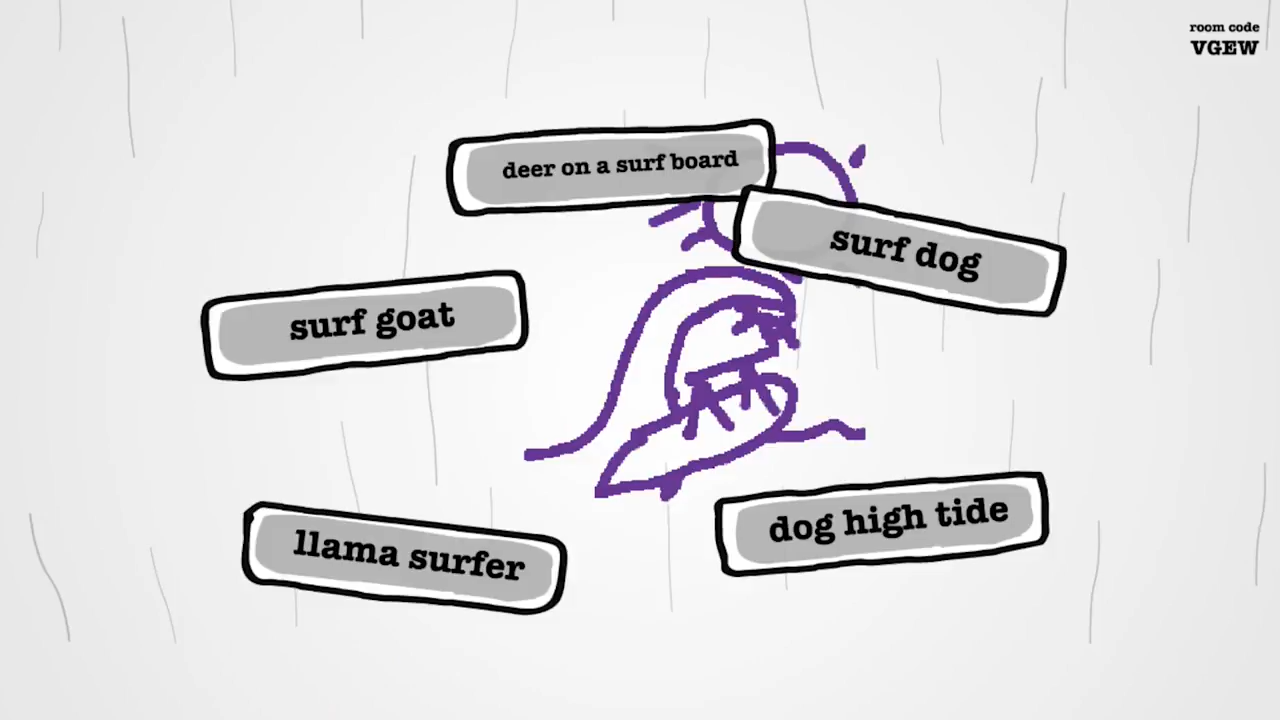 room code
VGEW
deer on a surf board
surf dog
surf goat
llama surfer
dog high tide